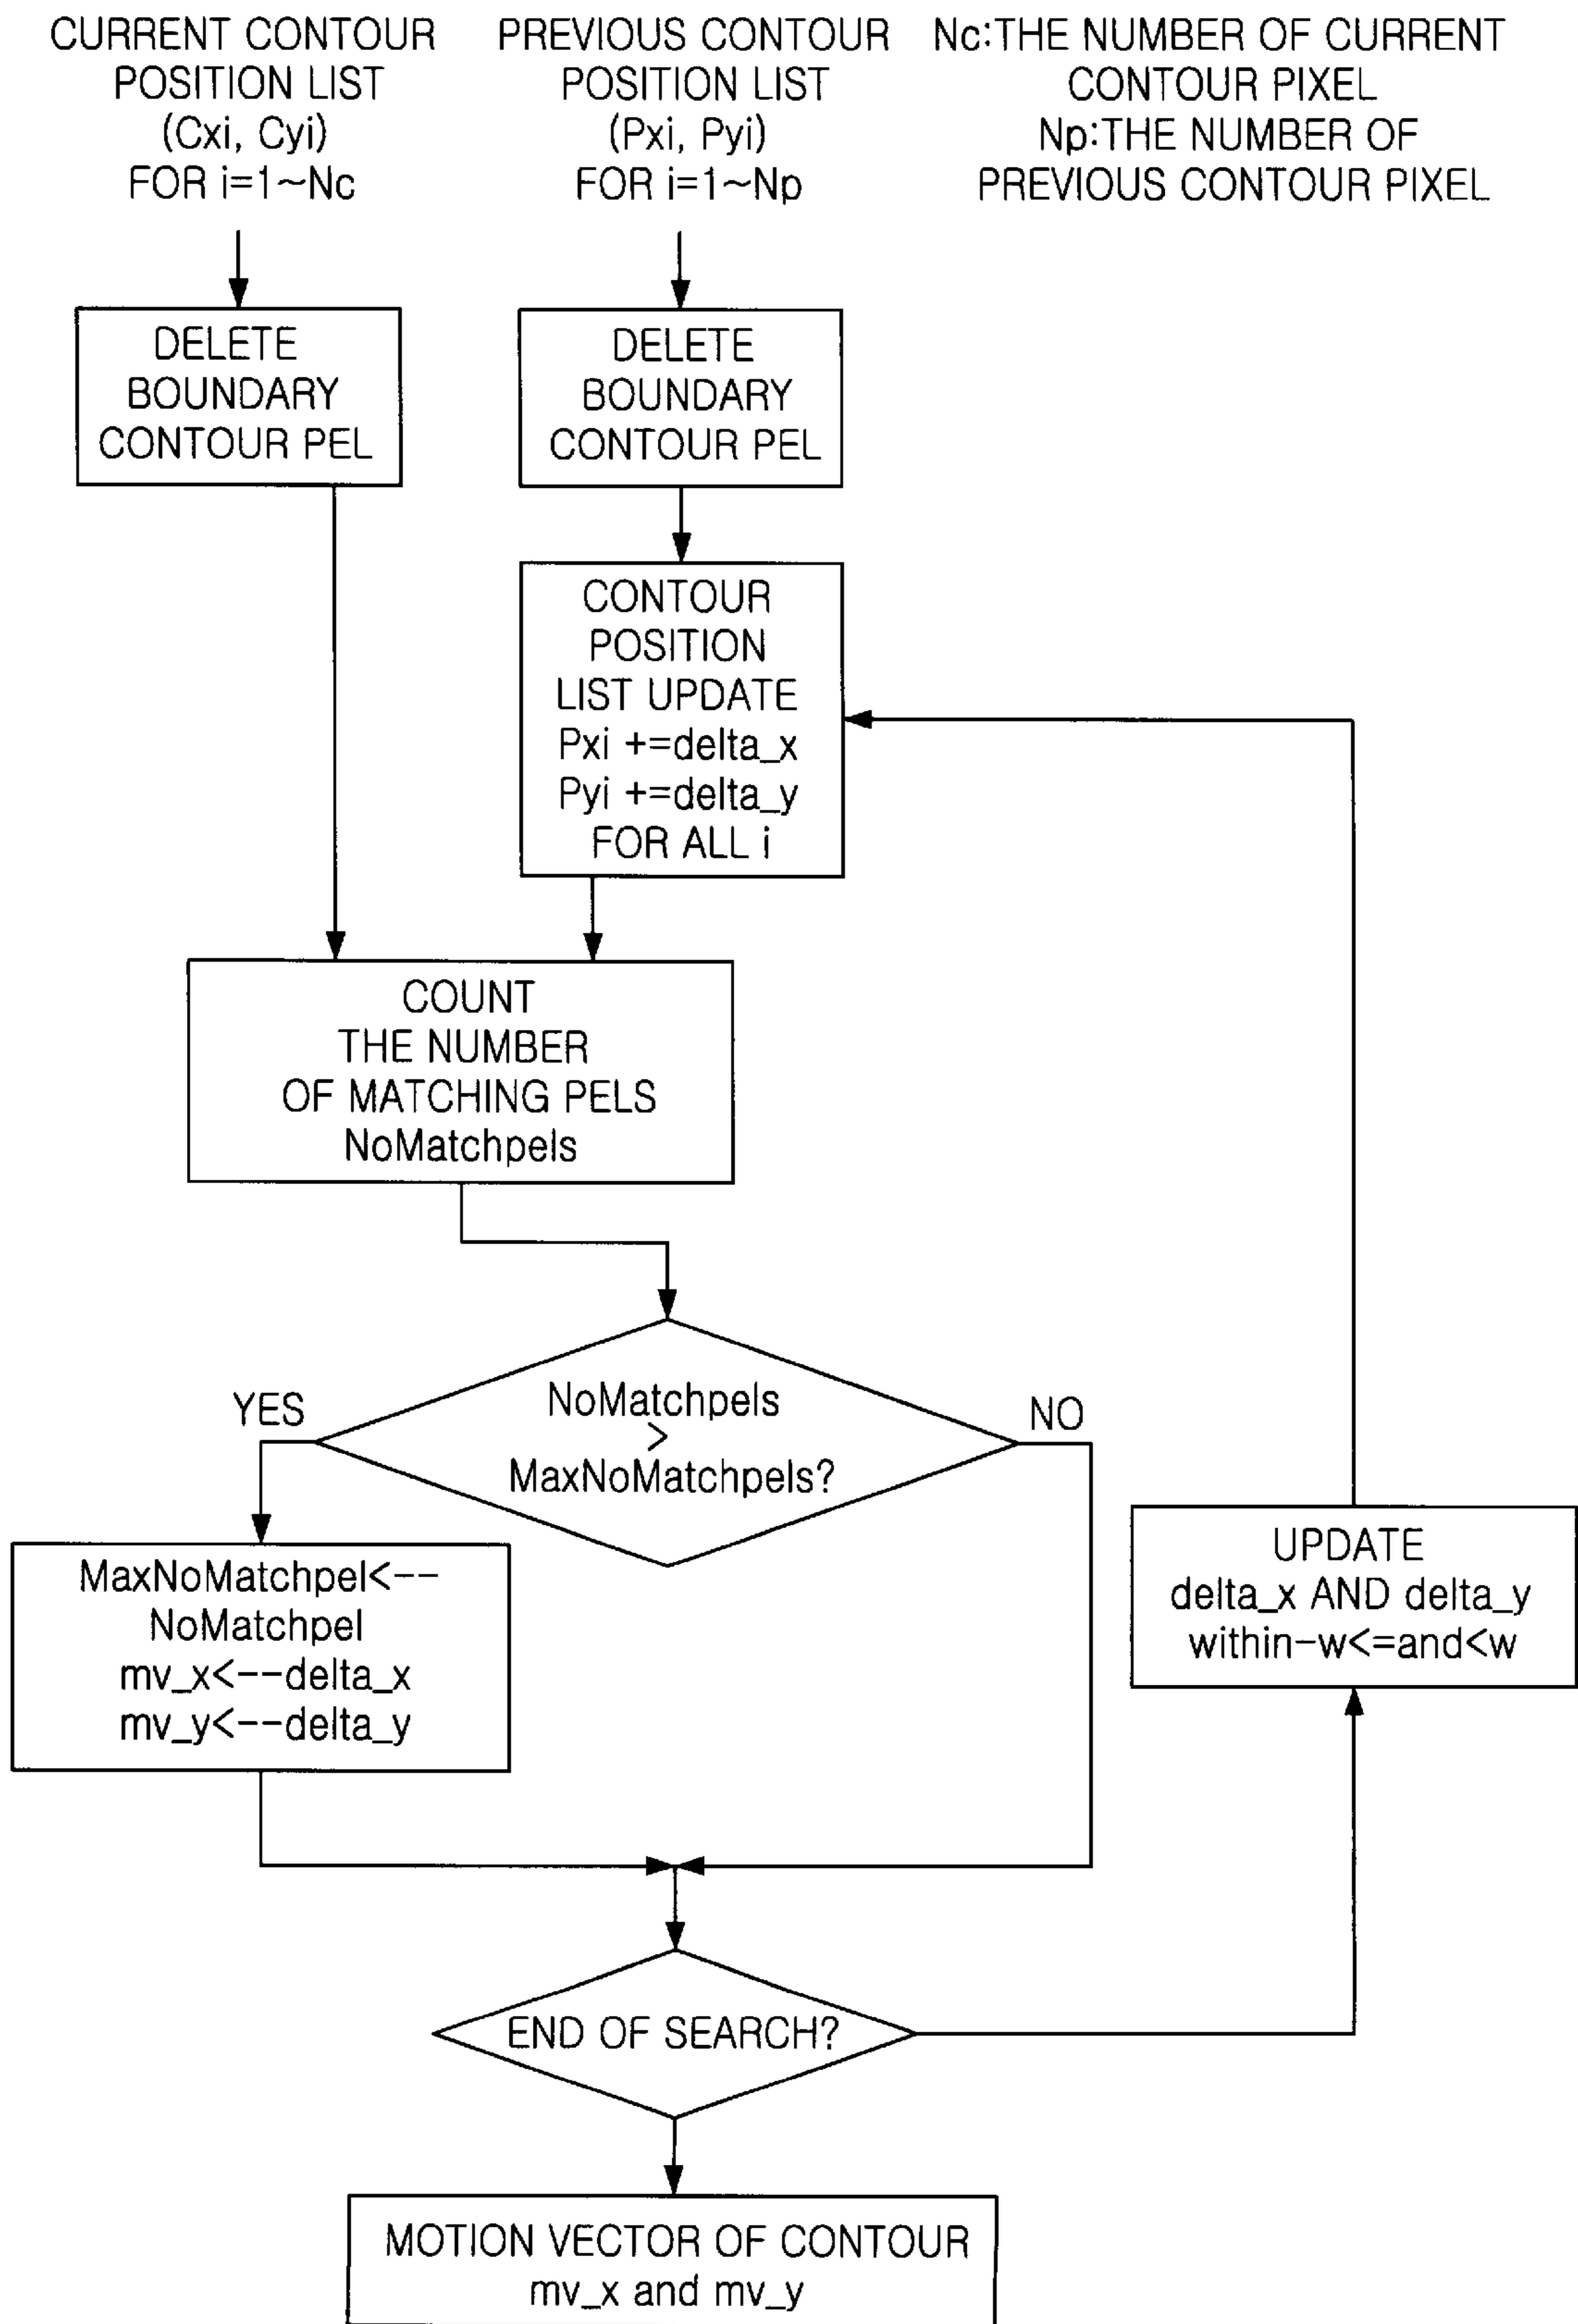 CURRENT CONTOUR
POSITION LIST
(Cxi, Cyi)
FOR i=1~Nc
PREVIOUS CONTOUR
POSITION LIST
(Pxi, Pyi)
FOR i=1~Np
Nc:THE NUMBER OF CURRENT
CONTOUR PIXEL
Np:THE NUMBER OF
PREVIOUS CONTOUR PIXEL
DELETE
BOUNDARY
CONTOUR PEL
DELETE
BOUNDARY
CONTOUR PEL
CONTOUR
POSITION
LIST UPDATE
Pxi +=delta_x
Pyi +=delta_y
FOR ALL i
COUNT
THE NUMBER
OF MATCHING PELS
NoMatchpels
YES
NoMatchpels
>
MaxNoMatchpels?
NO
MaxNoMatchpel<--
NoMatchpel
mv_x<--delta_x
mv_y<--delta_y
UPDATE
delta_x AND delta_y
within-w<=and<w
END OF SEARCH?
MOTION VECTOR OF CONTOUR
mv_x and mv_y